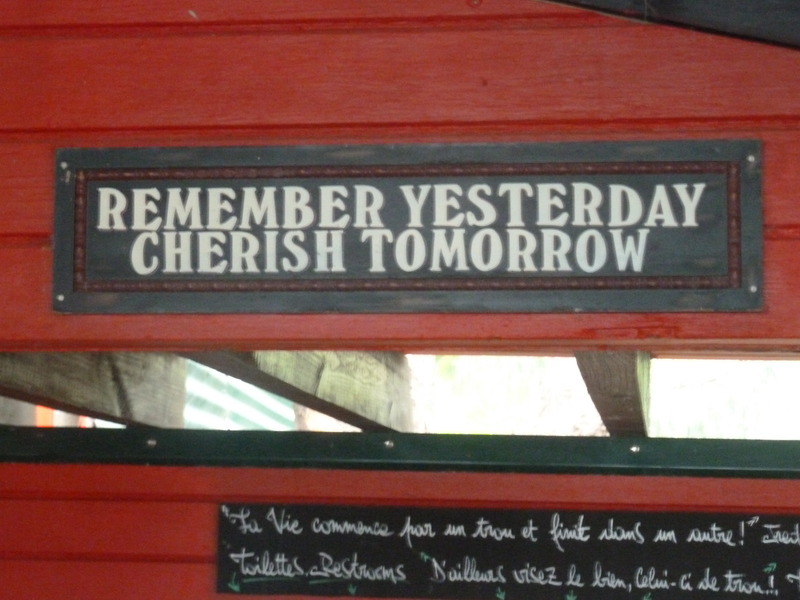 REMEMBER YESTERDAY
CHERISH TOMORROW
"La Vie commence par un trou et finit dans un autre!"
Toilettes. Restrooms "D'ailleurs visez le bien, Celui-ci de trou!!